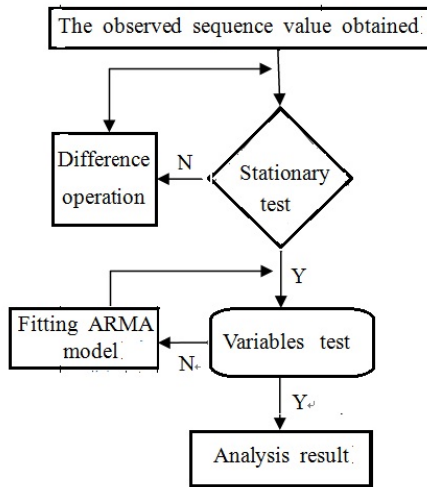 The observed sequence value obtained
Difference
operation
N
Stationary
test
Y
Fitting ARMA
model
N
Variables test
Y
Analysis result